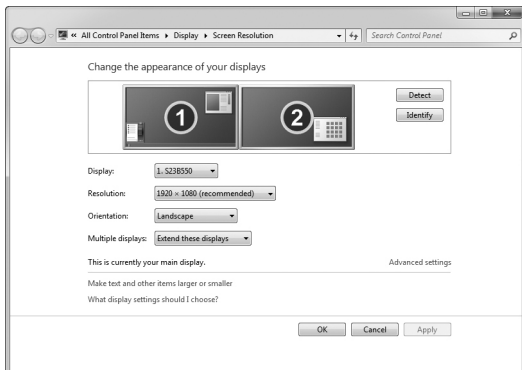 « All Control Panel Items ▸ Display ▸ Screen Resolution
Search Control Panel
Change the appearance of your displays
1
2
Detect
Identify
Display: 1. S23B550
Resolution: 1920 × 1080 (recommended)
Orientation: Landscape
Multiple displays: Extend these displays
This is currently your main display. Advanced settings
Make text and other items larger or smaller
What display settings should I choose?
OK Cancel Apply